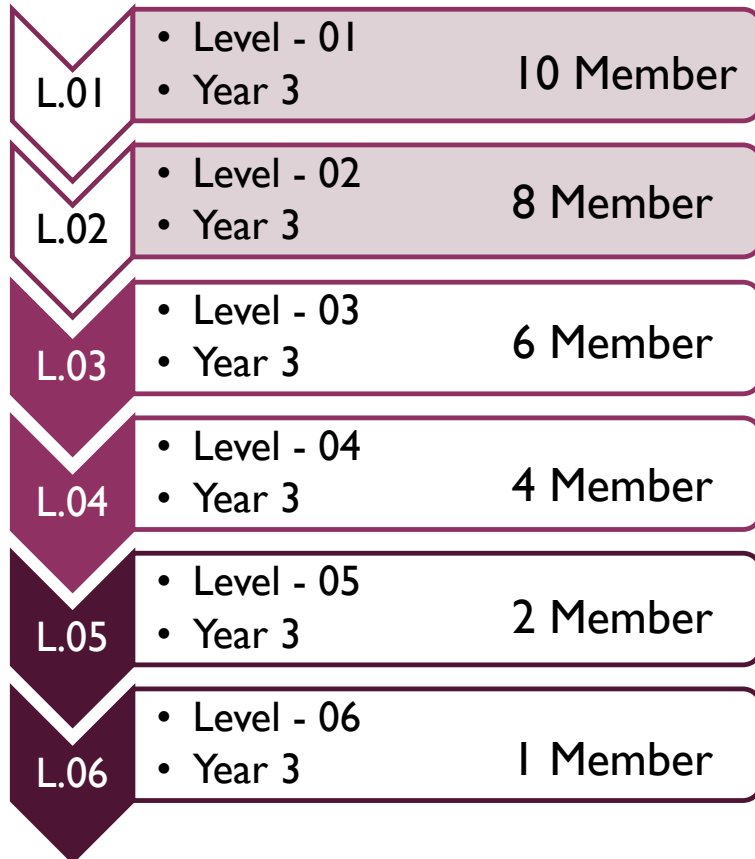 L.01
• Level - 01
• Year 3
10 Member
L.02
• Level - 02
• Year 3
8 Member
L.03
• Level - 03
• Year 3
6 Member
L.04
• Level - 04
• Year 3
4 Member
L.05
• Level - 05
• Year 3
2 Member
L.06
• Level - 06
• Year 3
1 Member